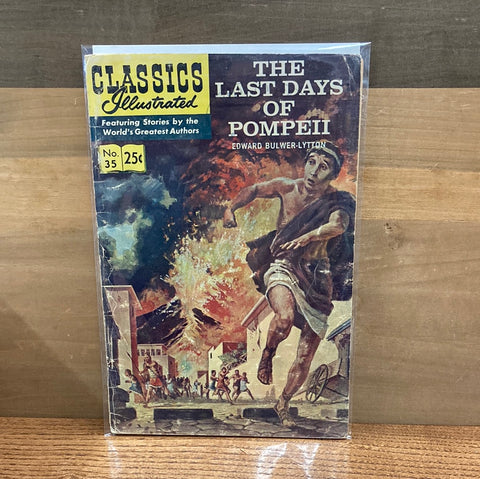 CLASSICS
Illustrated
Featuring Stories by the
World's Greatest Authors
No.
35
25¢
THE
LAST DAYS
OF
POMPEII
EDWARD BULWER-LYTTON